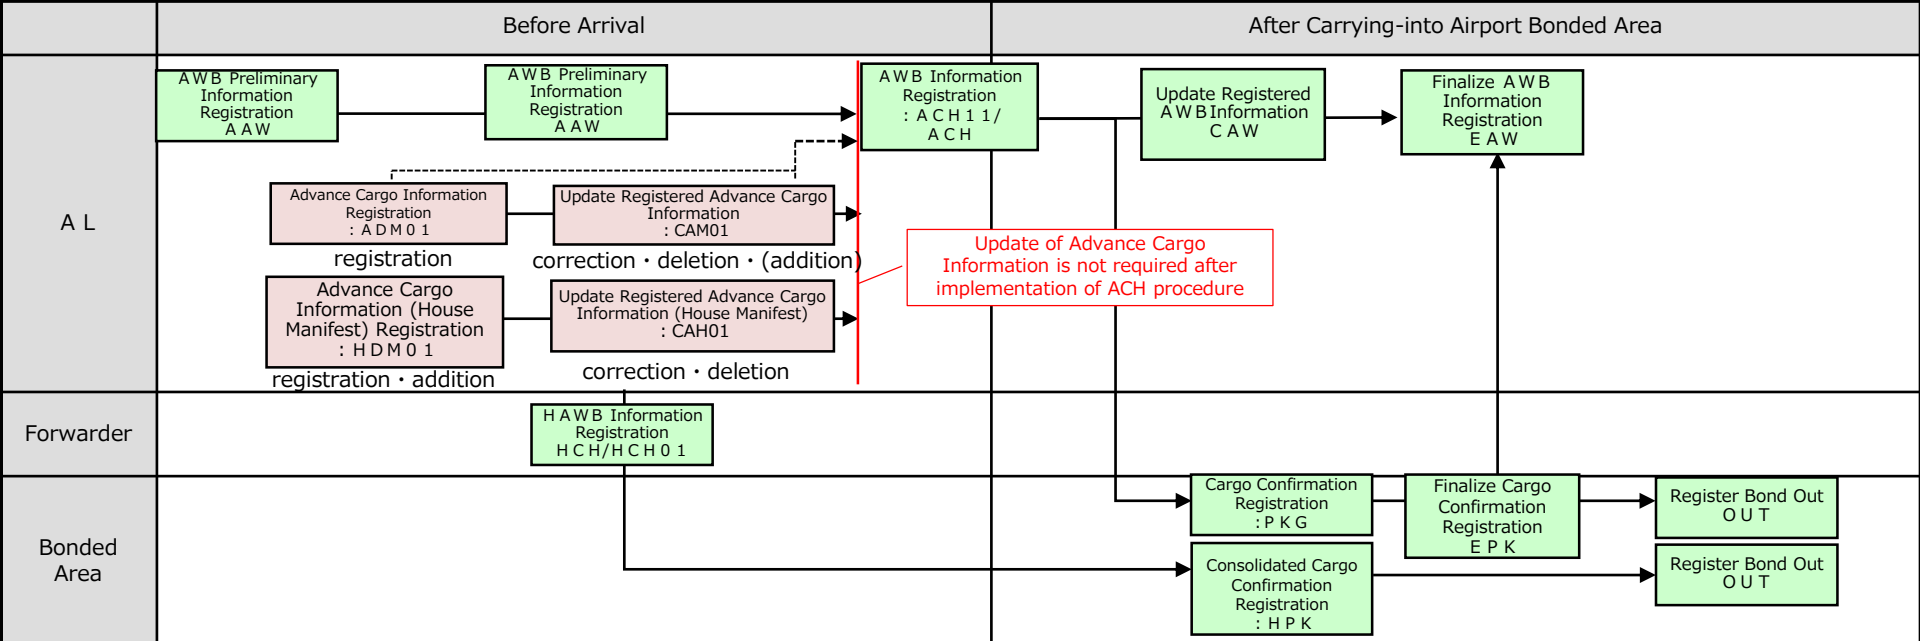 Before Arrival
After Carrying-into Airport Bonded Area
A L
AWB Preliminary
Information
Registration
AAW
AWB Preliminary
Information
Registration
AAW
AWB Information
Registration
：ACH11/
ACH
Update Registered
AWBInformation
CAW
Finalize AWB
Information
Registration
EAW
Advance Cargo Information
Registration
：ADM01
registration
Update Registered Advance Cargo
Information
：CAM01
correction・deletion・(addition)
Update of Advance Cargo
Information is not required after
implementation of ACH procedure
Advance Cargo
Information (House
Manifest) Registration
：HDM01
registration・addition
Update Registered Advance Cargo
Information (House Manifest)
：CAH01
correction・deletion
Forwarder
HAWB Information
Registration
HCH/HCH01
Bonded
Area
Cargo Confirmation
Registration
：PKG
Finalize Cargo
Confirmation
Registration
EPK
Register Bond Out
OUT
Consolidated Cargo
Confirmation
Registration
：HPK
Register Bond Out
OUT